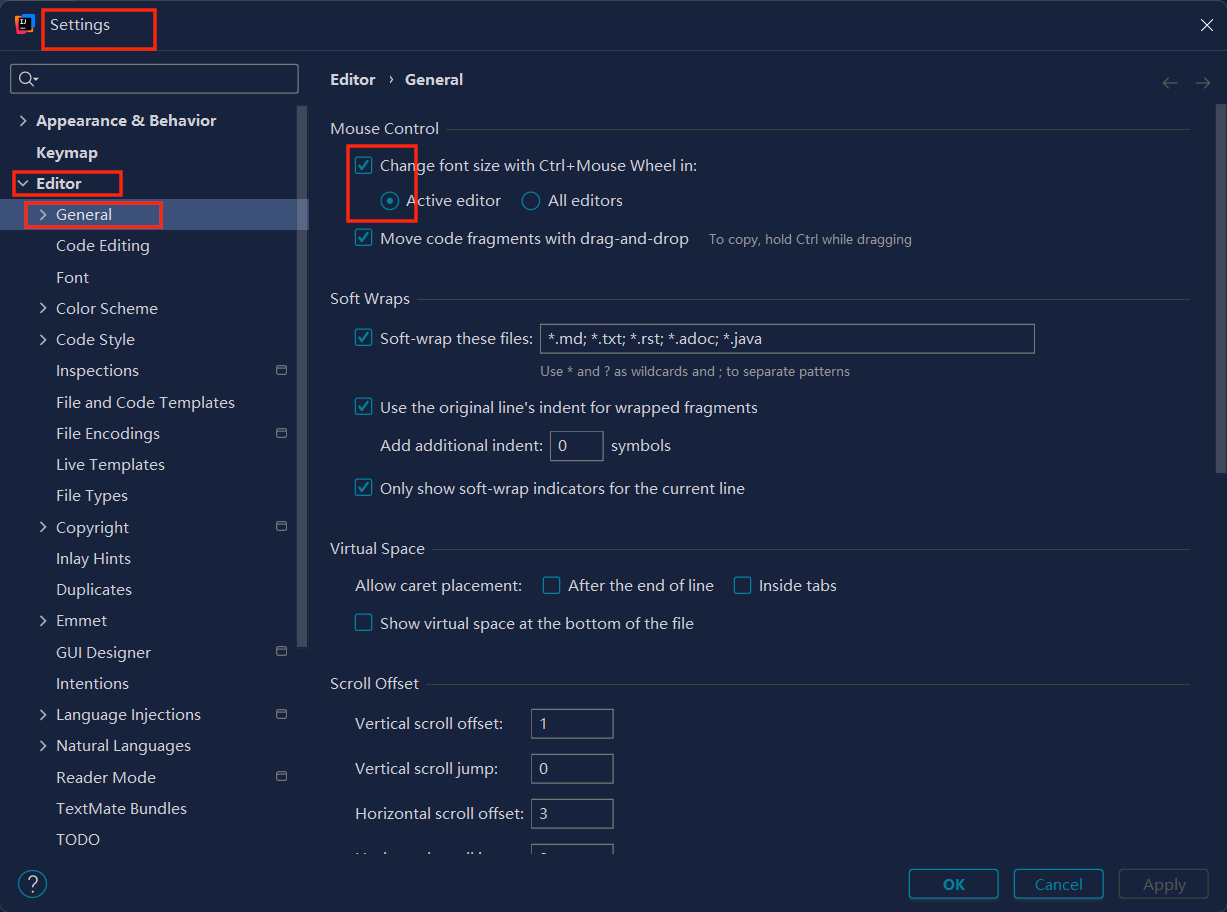 Settings
Editor › General
Appearance & Behavior
Keymap
Editor
General
Code Editing
Font
Color Scheme
Code Style
Inspections
File and Code Templates
File Encodings
Live Templates
File Types
Copyright
Inlay Hints
Duplicates
Emmet
GUI Designer
Intentions
Language Injections
Natural Languages
Reader Mode
TextMate Bundles
TODO
Mouse Control
Change font size with Ctrl+Mouse Wheel in:
Active editor All editors
Move code fragments with drag-and-drop To copy, hold Ctrl while dragging
Soft Wraps
Soft-wrap these files: *.md; *.txt; *.rst; *.adoc; *.java
Use * and ? as wildcards and ; to separate patterns
Use the original line's indent for wrapped fragments
Add additional indent: 0 symbols
Only show soft-wrap indicators for the current line
Virtual Space
Allow caret placement: After the end of line Inside tabs
Show virtual space at the bottom of the file
Scroll Offset
Vertical scroll offset: 1
Vertical scroll jump: 0
Horizontal scroll offset: 3
? OK Cancel Apply